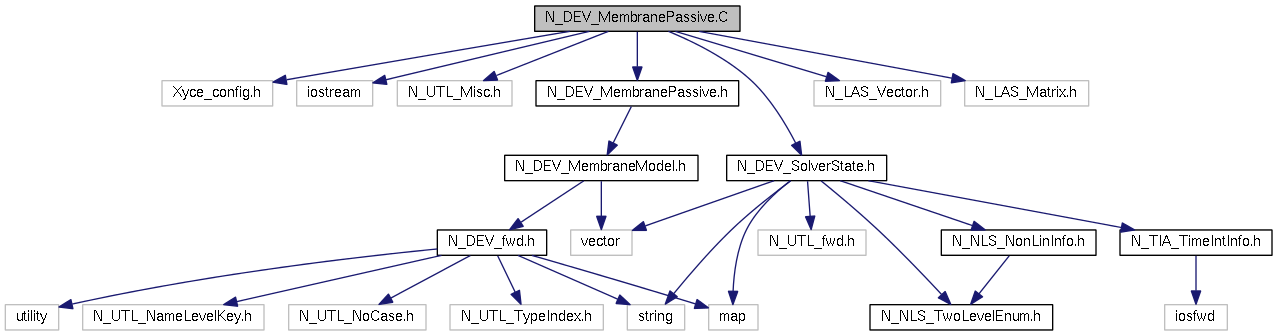 N_DEV_MembranePassive.C
Xyce_config.h
iostream
N_UTL_Misc.h
N_DEV_MembranePassive.h
N_LAS_Vector.h
N_LAS_Matrix.h
N_DEV_MembraneModel.h
N_DEV_SolverState.h
N_DEV_fwd.h
vector
N_UTL_fwd.h
N_NLS_NonLinInfo.h
N_TIA_TimeIntInfo.h
utility
N_UTL_NameLevelKey.h
N_UTL_NoCase.h
N_UTL_TypeIndex.h
string
map
N_NLS_TwoLevelEnum.h
iosfwd